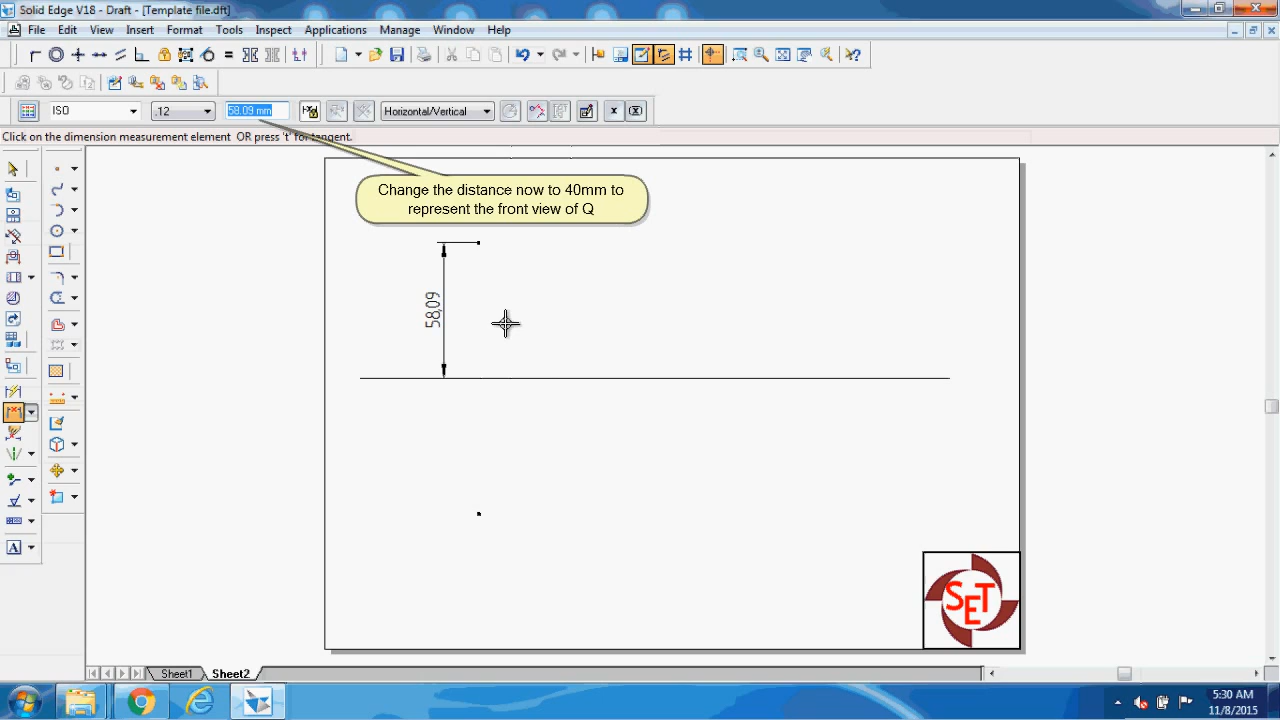 Solid Edge V18 - Draft - [Template file.dft]
File Edit View Insert Format Tools Inspect Applications Manage Window Help
ISO .12 58.09 mm Horizontal/Vertical
Click on the dimension measurement element OR press 't' for tangent.
Change the distance now to 40mm to
represent the front view of Q
58,09
A
SET
Sheet1 Sheet2
5:30 AM
11/8/2015